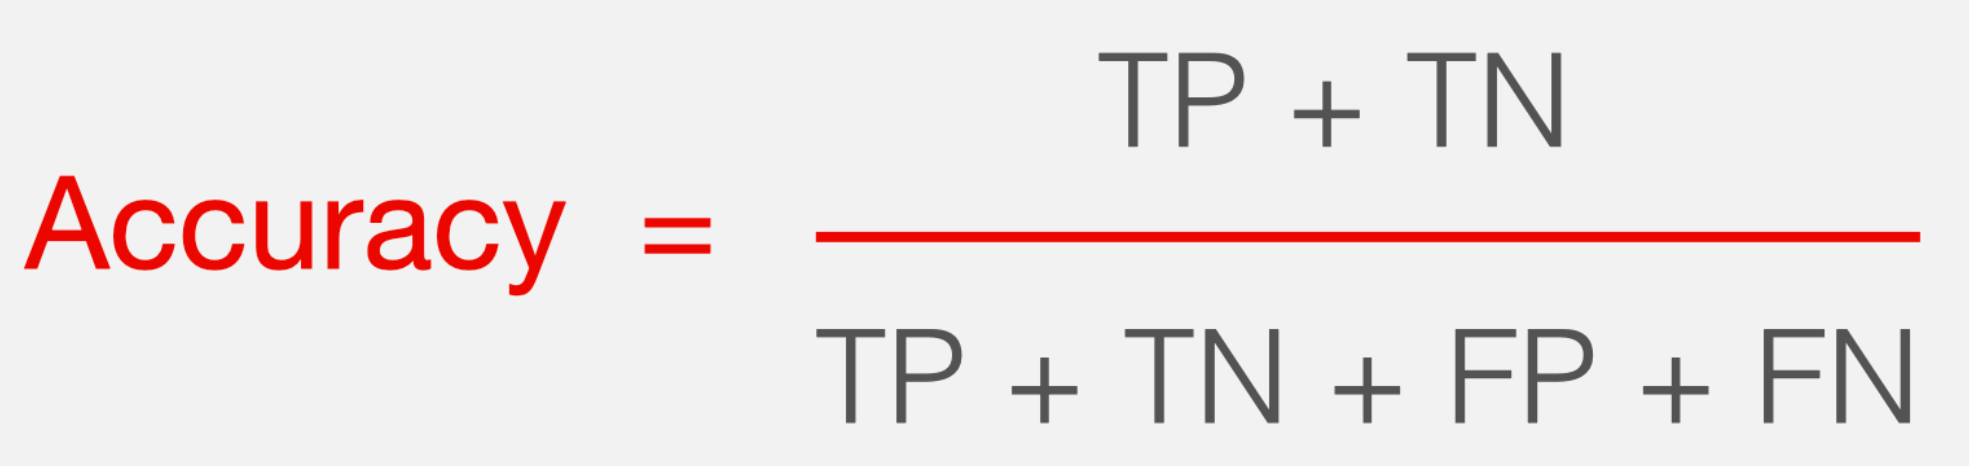 TP + TN
Accuracy =
TP + TN + FP + FN